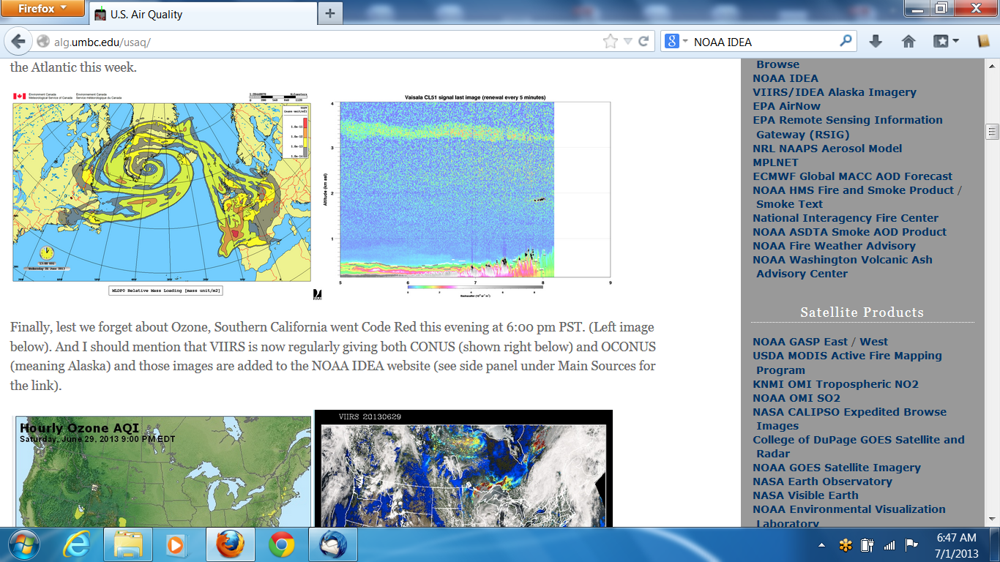 Firefox
U.S. Air Quality
alg.umbc.edu/usaq/
NOAA IDEA
the Atlantic this week.
Environment Canada
Meteorological Service of Canada
Environnement Canada
Service météorologique du Canada
Kilometers
Vaisala CL51 signal last image (renewal every 5 minutes)
4
3
2
1
Altitude (km asl)
5
6
7
8
9
Wednesday 26 June 2013
MLDP0 Relative Mass Loading [mass unit/m2]
RMI
Finally, lest we forget about Ozone, Southern California went Code Red this evening at 6:00 pm PST. (Left image
below). And I should mention that VIIRS is now regularly giving both CONUS (shown right below) and OCONUS
(meaning Alaska) and those images are added to the NOAA IDEA website (see side panel under Main Sources for
the link).
Hourly Ozone AQI
Saturday, June 29, 2013 9:00 PM EDT
VIIRS 20130629
Browse
NOAA IDEA
VIIRS/IDEA Alaska Imagery
EPA AirNow
EPA Remote Sensing Information
Gateway (RSIG)
NRL NAAPS Aerosol Model
MPLNET
ECMWF Global MACC AOD Forecast
NOAA HMS Fire and Smoke Product /
Smoke Text
National Interagency Fire Center
NOAA ASDTA Smoke AOD Product
NOAA Fire Weather Advisory
NOAA Washington Volcanic Ash
Advisory Center
Satellite Products
NOAA GASP East / West
USDA MODIS Active Fire Mapping
Program
KNMI OMI Tropospheric NO2
NOAA OMI SO2
NASA CALIPSO Expedited Browse
Images
College of DuPage GOES Satellite and
Radar
NOAA GOES Satellite Imagery
NASA Earth Observatory
NASA Visible Earth
NOAA Environmental Visualization
Laboratory
6:47 AM
7/1/2013